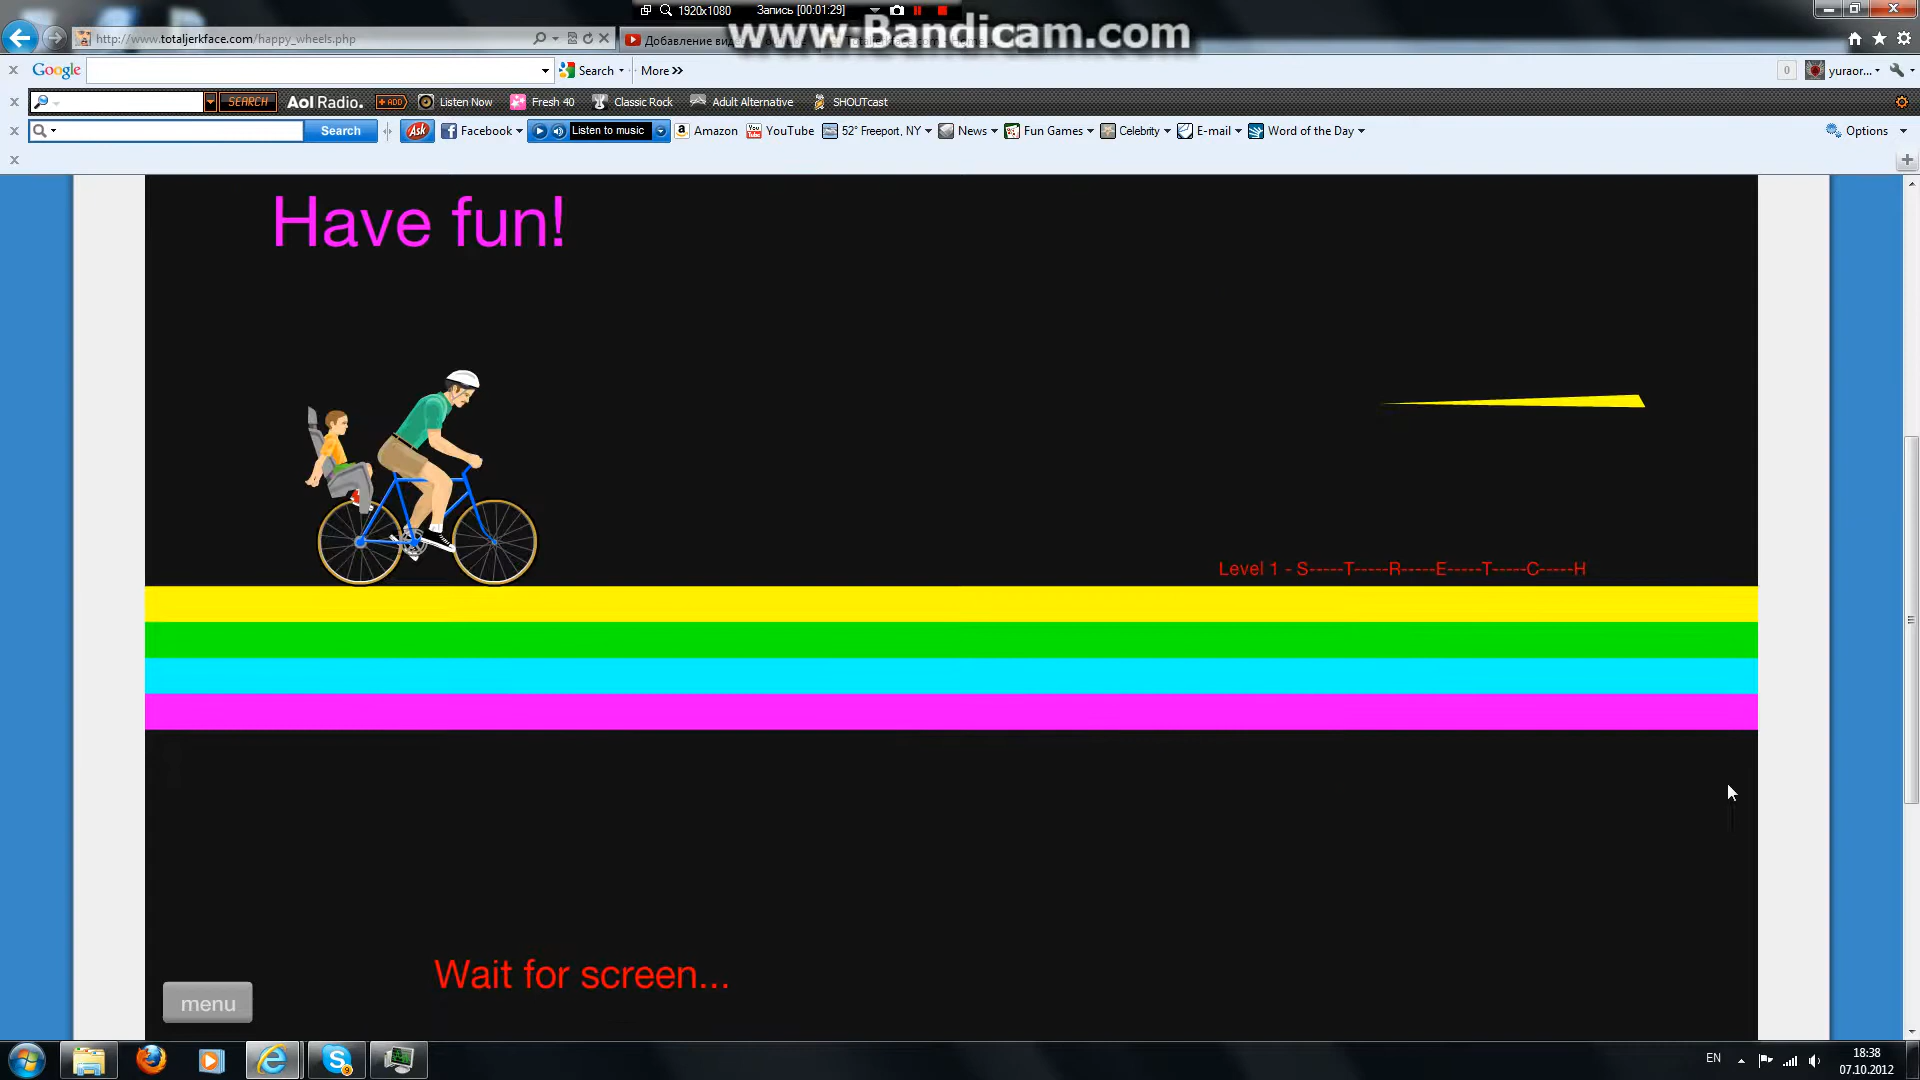 1920x1080 Запись [00:01:29]
www.Bandicam.com
http://www.totaljerkface.com/happy_wheels.php
Google Search More >> 0 yuraor...
SEARCH Aol Radio. +ADD Listen Now Fresh 40 Classic Rock Adult Alternative SHOUTcast
Search Ask Facebook Listen to music Amazon YouTube 52° Freeport, NY News Fun Games Celebrity E-mail Word of the Day Options
Have fun!
Level 1 - S-----T-----R-----E-----T-----C-----H
Wait for screen...
menu
EN 18:38
07.10.2012